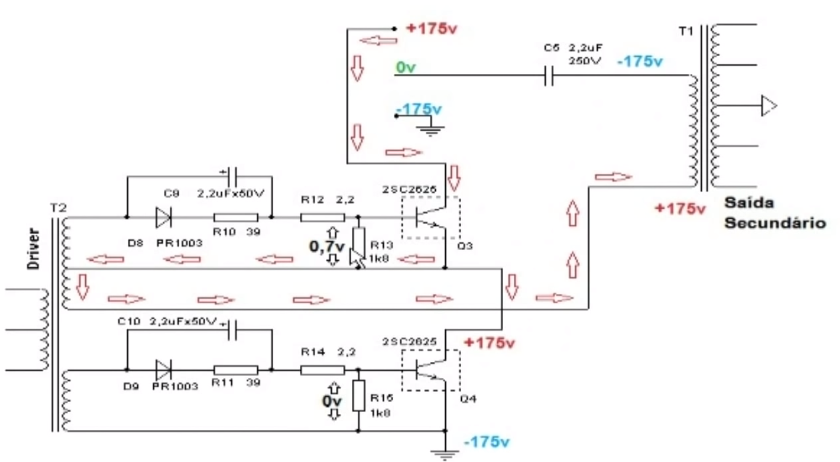 +175v
0v
-175v
C6 2,2uF
250V
-175v
T1
C9 2,2uFx50V
2SC2625
R12 2,2
T2
Driver
D8 PR1003
R10 39
0,7v
R13
1k8
Q3
+175v
Saída
Secundário
C10 2,2uFx50V
2SC2625
+175v
R14 2,2
D9 PR1003
R11 39
0v
R15
1k8
Q4
-175v